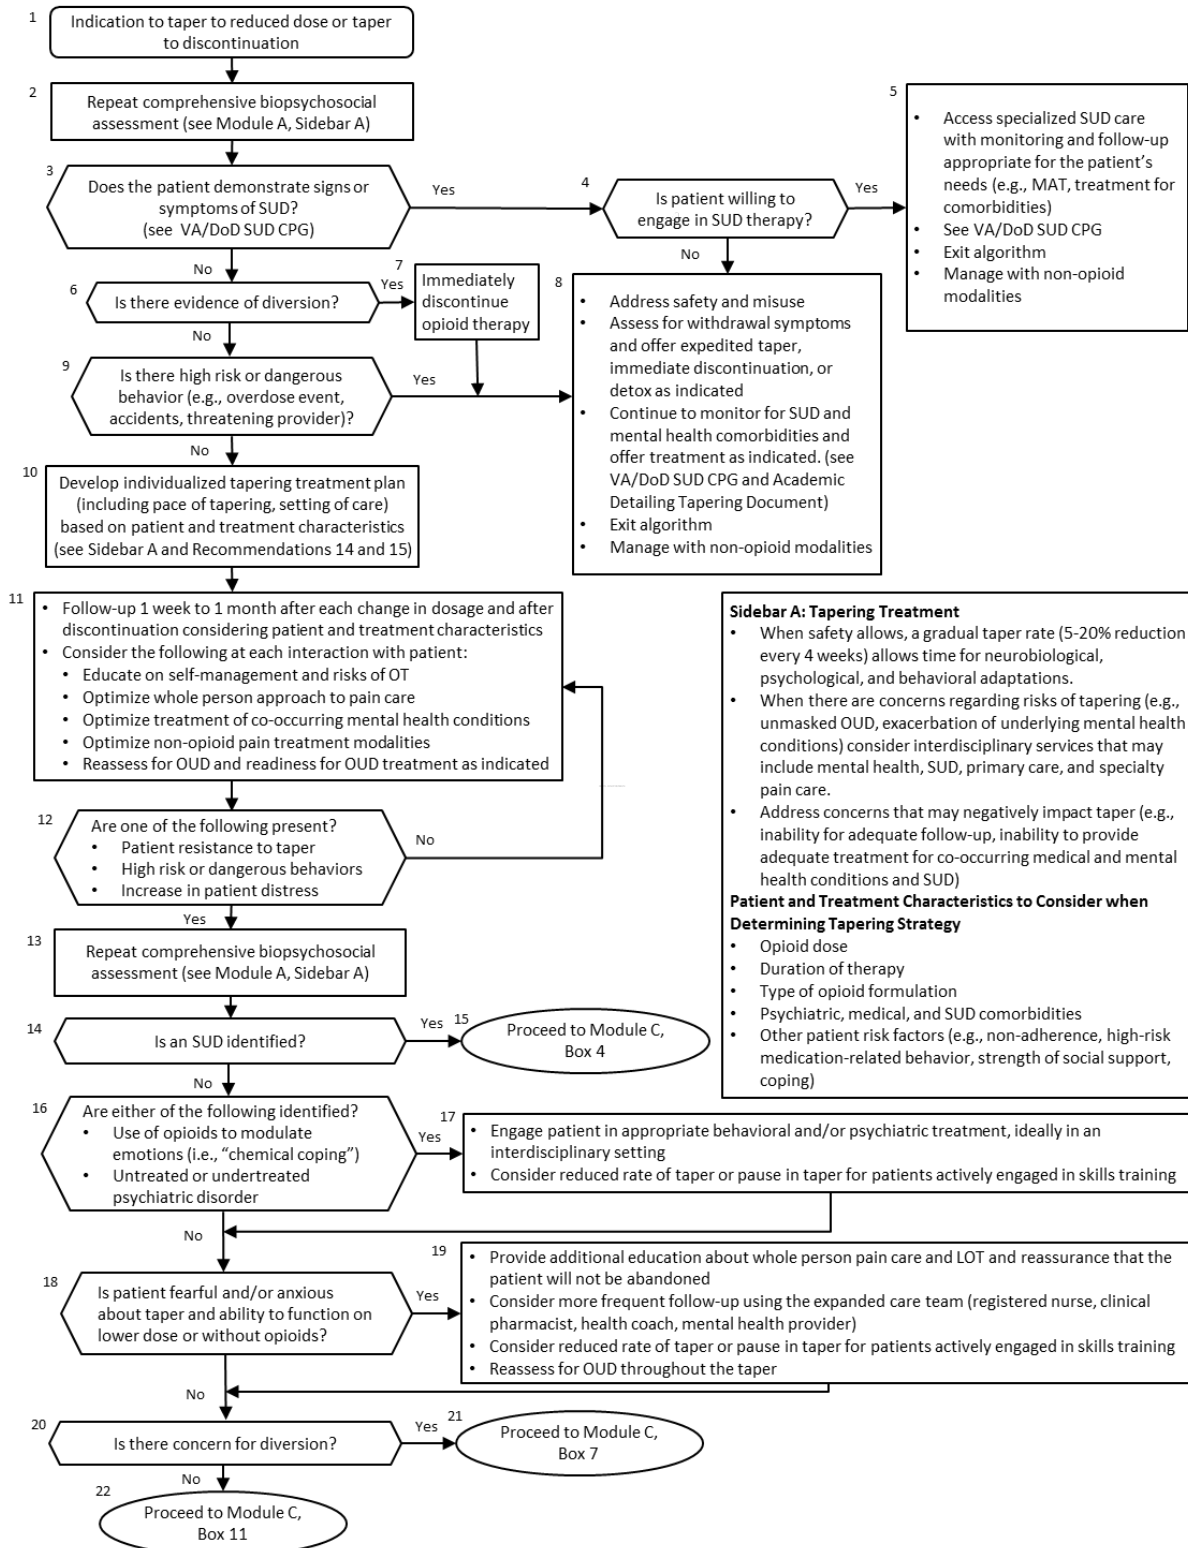 1
Indication to taper to reduced dose or taper
to discontinuation
2
Repeat comprehensive biopsychosocial
assessment (see Module A, Sidebar A)
3
Does the patient demonstrate signs or
symptoms of SUD?
(see VA/DoD SUD CPG)
Yes
No
4
Is patient willing to
engage in SUD therapy?
Yes
No
5
• Access specialized SUD care
with monitoring and follow-up
appropriate for the patient's
needs (e.g., MAT, treatment for
comorbidities)
• See VA/DoD SUD CPG
• Exit algorithm
• Manage with non-opioid
modalities
6
Is there evidence of diversion?
Yes
No
7
Immediately
discontinue
opioid therapy
8
• Address safety and misuse
• Assess for withdrawal symptoms
and offer expedited taper,
immediate discontinuation, or
detox as indicated
• Continue to monitor for SUD and
mental health comorbidities and
offer treatment as indicated. (see
VA/DoD SUD CPG and Academic
Detailing Tapering Document)
• Exit algorithm
• Manage with non-opioid modalities
9
Is there high risk or dangerous
behavior (e.g., overdose event,
accidents, threatening provider)?
Yes
No
10
Develop individualized tapering treatment plan
(including pace of tapering, setting of care)
based on patient and treatment characteristics
(see Sidebar A and Recommendations 14 and 15)
11
• Follow-up 1 week to 1 month after each change in dosage and after
discontinuation considering patient and treatment characteristics
• Consider the following at each interaction with patient:
• Educate on self-management and risks of OT
• Optimize whole person approach to pain care
• Optimize treatment of co-occurring mental health conditions
• Optimize non-opioid pain treatment modalities
• Reassess for OUD and readiness for OUD treatment as indicated
12
Are one of the following present?
• Patient resistance to taper
• High risk or dangerous behaviors
• Increase in patient distress
No
Yes
Sidebar A: Tapering Treatment
• When safety allows, a gradual taper rate (5-20% reduction
every 4 weeks) allows time for neurobiological,
psychological, and behavioral adaptations.
• When there are concerns regarding risks of tapering (e.g.,
unmasked OUD, exacerbation of underlying mental health
conditions) consider interdisciplinary services that may
include mental health, SUD, primary care, and specialty
pain care.
• Address concerns that may negatively impact taper (e.g.,
inability for adequate follow-up, inability to provide
adequate treatment for co-occurring medical and mental
health conditions and SUD)
Patient and Treatment Characteristics to Consider when
Determining Tapering Strategy
• Opioid dose
• Duration of therapy
• Type of opioid formulation
• Psychiatric, medical, and SUD comorbidities
• Other patient risk factors (e.g., non-adherence, high-risk
medication-related behavior, strength of social support,
coping)
13
Repeat comprehensive biopsychosocial
assessment (see Module A, Sidebar A)
14
Is an SUD identified?
Yes
No
15
Proceed to Module C,
Box 4
16
Are either of the following identified?
• Use of opioids to modulate
emotions (i.e., “chemical coping”)
• Untreated or undertreated
psychiatric disorder
Yes
No
17
• Engage patient in appropriate behavioral and/or psychiatric treatment, ideally in an
interdisciplinary setting
• Consider reduced rate of taper or pause in taper for patients actively engaged in skills training
18
Is patient fearful and/or anxious
about taper and ability to function on
lower dose or without opioids?
Yes
No
19
• Provide additional education about whole person pain care and LOT and reassurance that the
patient will not be abandoned
• Consider more frequent follow-up using the expanded care team (registered nurse, clinical
pharmacist, health coach, mental health provider)
• Consider reduced rate of taper or pause in taper for patients actively engaged in skills training
• Reassess for OUD throughout the taper
20
Is there concern for diversion?
Yes
No
21
Proceed to Module C,
Box 7
22
Proceed to Module C,
Box 11